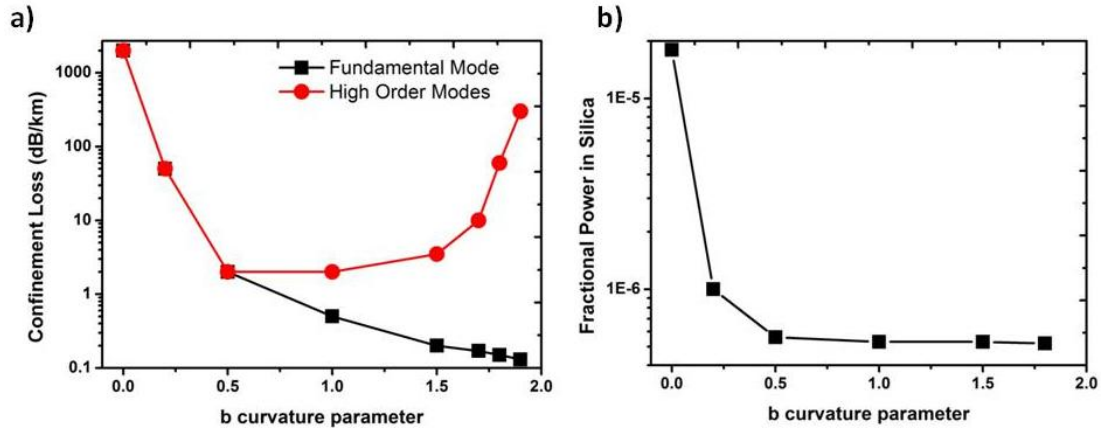 a)
Confinement Loss (dB/km)
1000
100
10
1
0.1
Fundamental Mode
High Order Modes
0.0 0.5 1.0 1.5 2.0
b curvature parameter
b)
Fractional Power in Silica
1E-5
1E-6
0.0 0.5 1.0 1.5 2.0
b curvature parameter